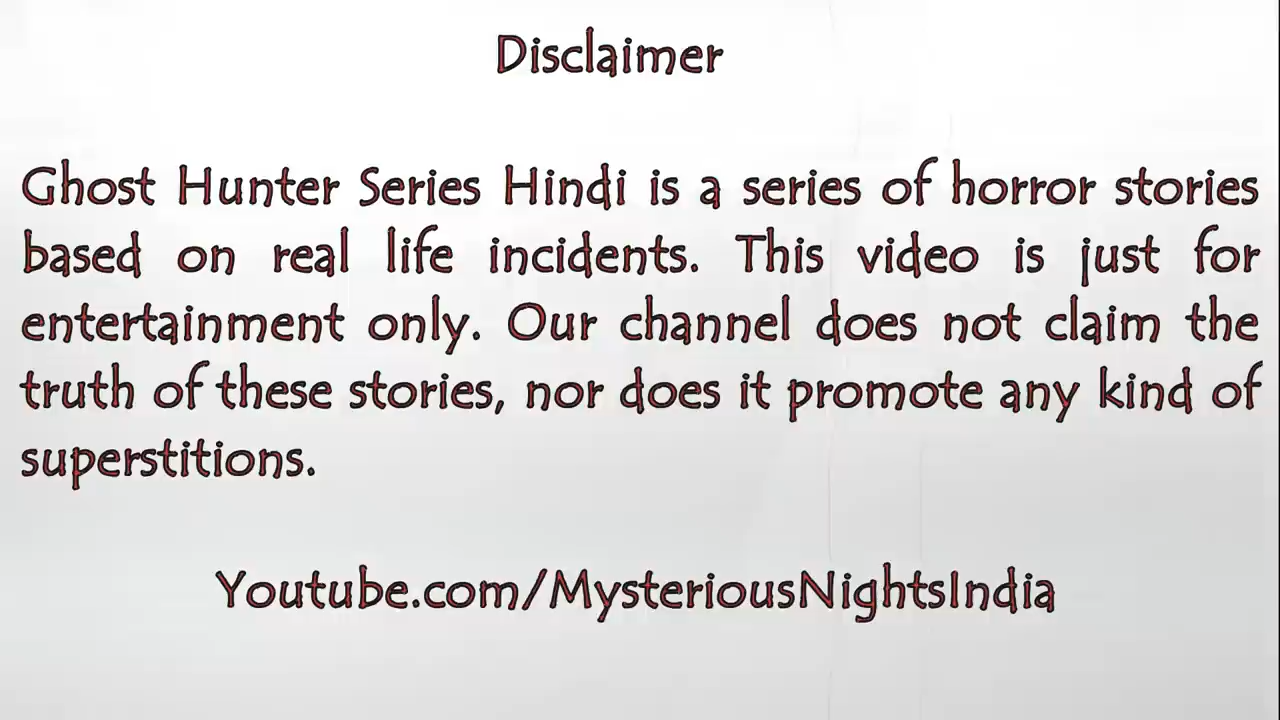 Disclaimer
Ghost Hunter Series Hindi is a series of horror stories
based on real life incidents. This video is just for
entertainment only. Our channel does not claim the
truth of these stories, nor does it promote any kind of
superstitions.
Youtube.com/MysteriousNightsIndia